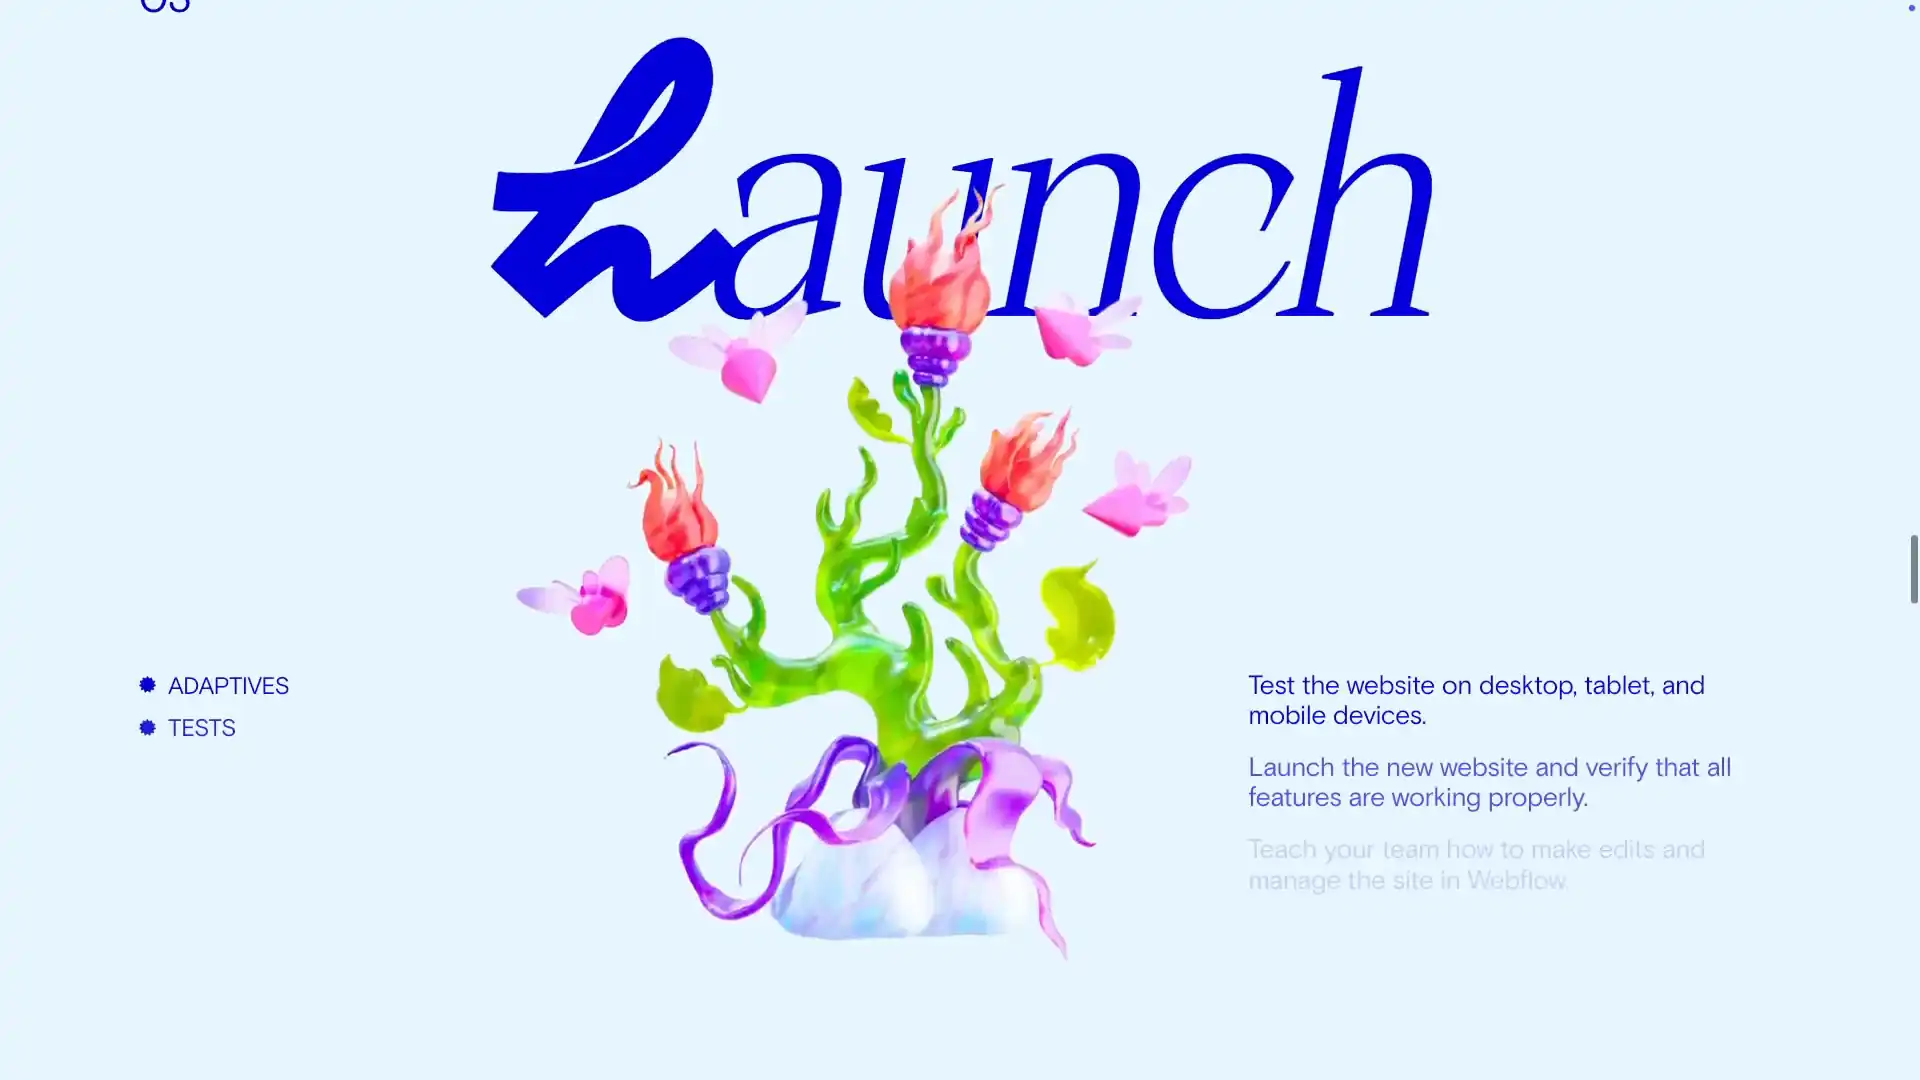 Launch
ADAPTIVES
TESTS
Test the website on desktop, tablet, and
mobile devices.
Launch the new website and verify that all
features are working properly.
Teach your team how to make edits and
manage the site in Webflow